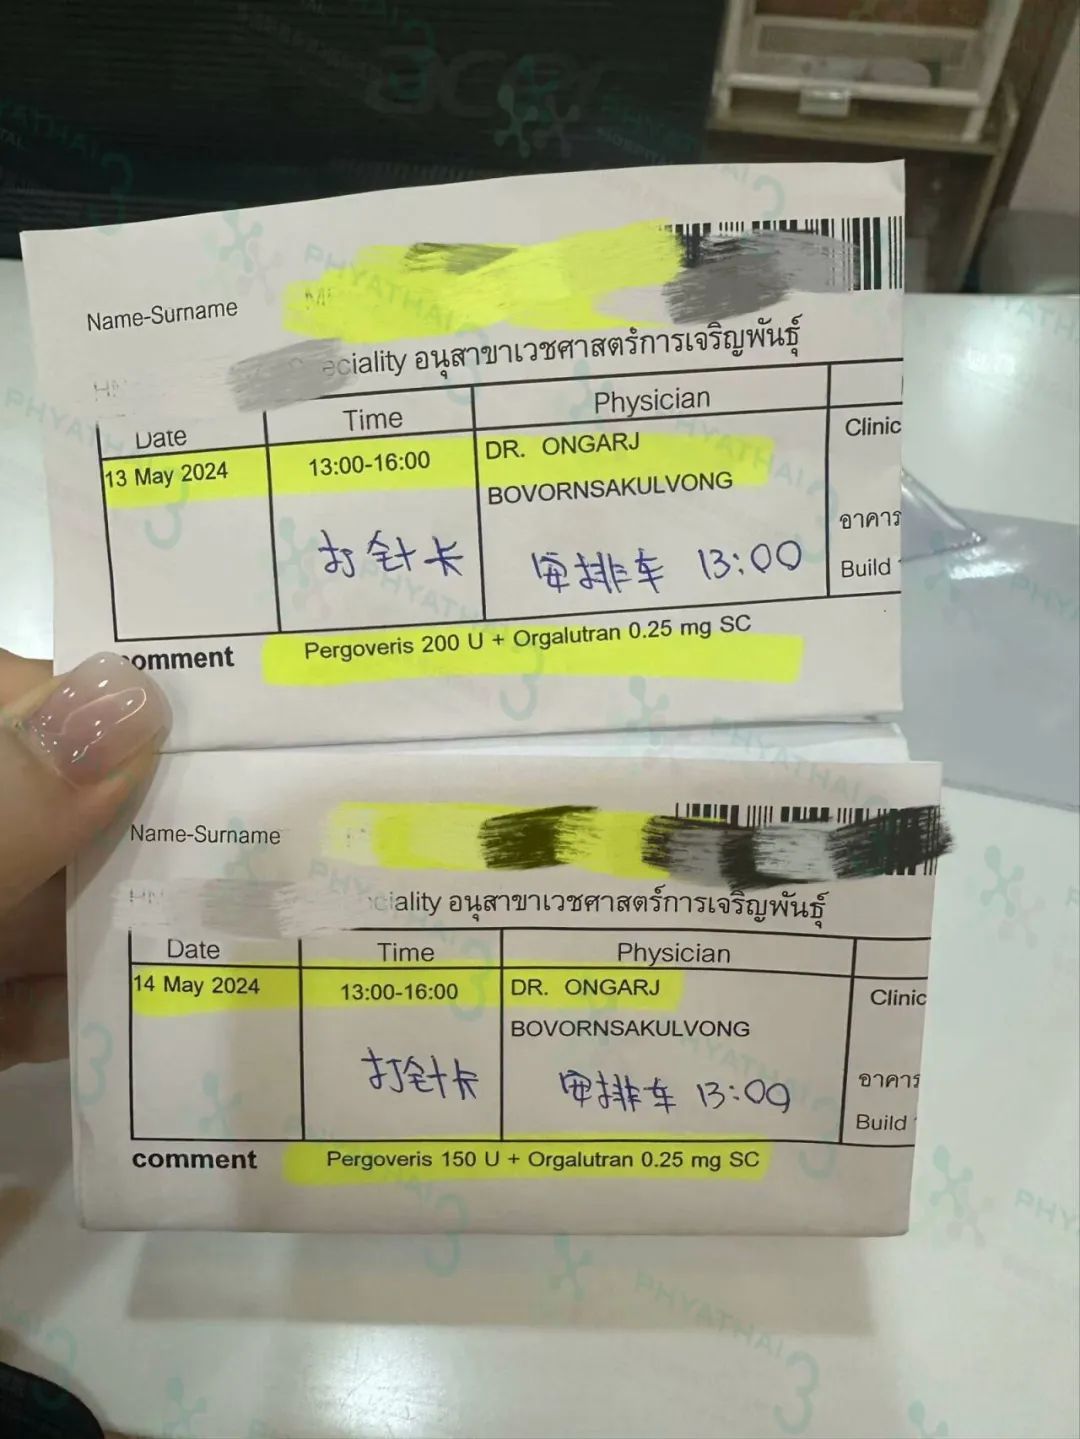 acer
Name-Surname
HN
eciality อนุสาขาเวชศาสตร์การเจริญพันธุ์
Date Time Physician
13 May 2024 13:00-16:00 DR. ONGARJ Clinic
BOVORNSAKULVONG
打针卡 安排车 13:00 อาคาร
Build
comment Pergoveris 200 U + Orgalutran 0.25 mg SC
Name-Surname
HN
ciality อนุสาขาเวชศาสตร์การเจริญพันธุ์
Date Time Physician
14 May 2024 13:00-16:00 DR. ONGARJ Clinic
BOVORNSAKULVONG
打针卡 安排车 13:00 อาคาร
Build
comment Pergoveris 150 U + Orgalutran 0.25 mg SC
PHYATHAI 3